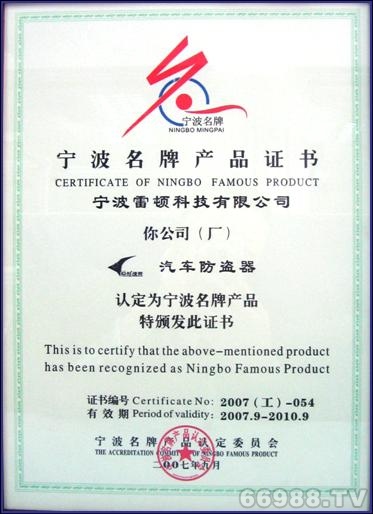 宁波名牌
NINGBO MINGPAI
宁波名牌产品证书
CERTIFICATE OF NINGBO FAMOUS PRODUCT
宁波雷顿科技有限公司
你公司（厂）
汽车防盗器
认定为宁波名牌产品
特颁发此证书
This is to certify that the above-mentioned product
has been recognized as Ningbo Famous Product
证书编号 Certificate No: 2007（工）-054
有效期 Period of validity: 2007.9-2010.9
宁波名牌产品认定委员会
THE ACCREDITATION COMMITTEE OF NINGBO FAMOUS PRODUCT
二〇〇七年九月
66988.TV